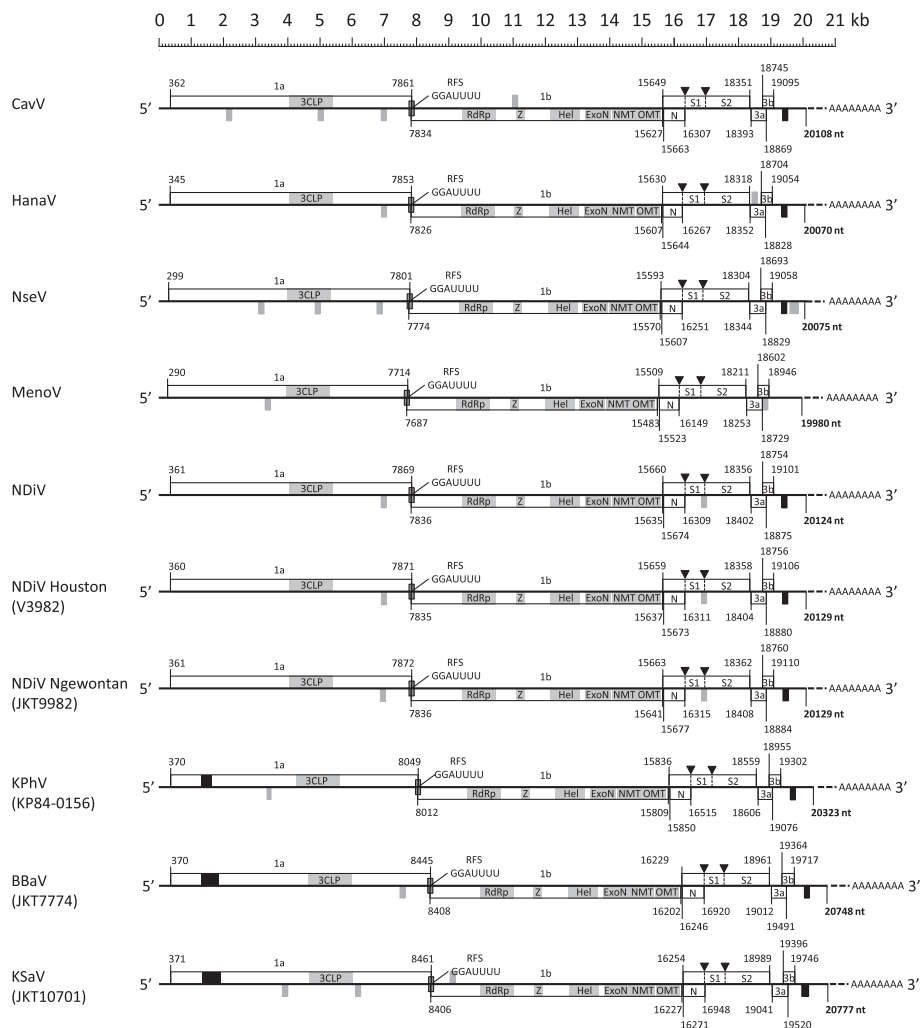 0 1 2 3 4 5 6 7 8 9 10 11 12 13 14 15 16 17 18 19 20 21 kb
18745
362 1a 7861 RFS 15649 18351 19095
3CLP GGAUUUU 1b S1 S2 3b
CavV 5’ AAAAAAAA 3’
RdRp Z Hel ExoN NMT OMT N 3a
7834 15627 16307 18393 20108 nt
15663 18869
18704
345 1a 7853 RFS 15630 18318 19054
3CLP GGAUUUU 1b S1 S2 3b
HanaV 5’ AAAAAAAA 3’
RdRp Z Hel ExoN NMT OMT N 3a
7826 15607 16267 18352 20070 nt
15644 18828
18693
299 1a 7801 RFS 15593 18304 19058
3CLP GGAUUUU 1b S1 S2 3b
NseV 5’ AAAAAAAA 3’
RdRp Z Hel ExoN NMT OMT N 3a
7774 15570 16251 18344 20075 nt
15607 18829
18602
290 1a 7714 RFS 15509 18211 18946
3CLP GGAUUUU 1b S1 S2 3b
MenoV 5’ AAAAAAAA 3’
RdRp Z Hel ExoN NMT OMT N 3a
7687 15483 16149 18253 19980 nt
15523 18729
18754
361 1a 7869 RFS 15660 18356 19101
3CLP GGAUUUU 1b S1 S2 3b
NDiV 5’ AAAAAAAA 3’
RdRp Z Hel ExoN NMT OMT N 3a
7836 15635 16309 18402 20124 nt
15674 18875
18756
360 1a 7871 RFS 15659 18358 19106
3CLP GGAUUUU 1b S1 S2 3b
NDiV Houston 5’ AAAAAAAA 3’
(V3982) RdRp Z Hel ExoN NMT OMT N 3a
7835 15637 16311 18404 20129 nt
15673 18880
18760
361 1a 7872 RFS 15663 18362 19110
3CLP GGAUUUU 1b S1 S2 3b
NDiV Ngewontan 5’ AAAAAAAA 3’
(JKT9982) RdRp Z Hel ExoN NMT OMT N 3a
7836 15641 16315 18408 20129 nt
15677 18884
18955
370 1a 8049 RFS 15836 18559 19302
3CLP GGAUUUU 1b S1 S2 3b
KPhV 5’ AAAAAAAA 3’
(KP84-0156) RdRp Z Hel ExoN NMT OMT N 3a
8012 15809 16515 18606 20323 nt
15850 19076
19364
370 1a 8445 RFS 16229 18961 19717
3CLP GGAUUUU 1b S1 S2 3b
BBaV 5’ AAAAAAAA 3’
(JKT7774) RdRp Z Hel ExoN NMT OMT N 3a
8408 16202 16920 19012 20748 nt
16246 19491
19396
371 1a 8461 RFS 16254 18989 19746
3CLP GGAUUUU 1b S1 S2 3b
KSaV 5’ AAAAAAAA 3’
(JKT10701) RdRp Z Hel ExoN NMT OMT N 3a
8406 16227 16948 19041 20777 nt
16271 19520